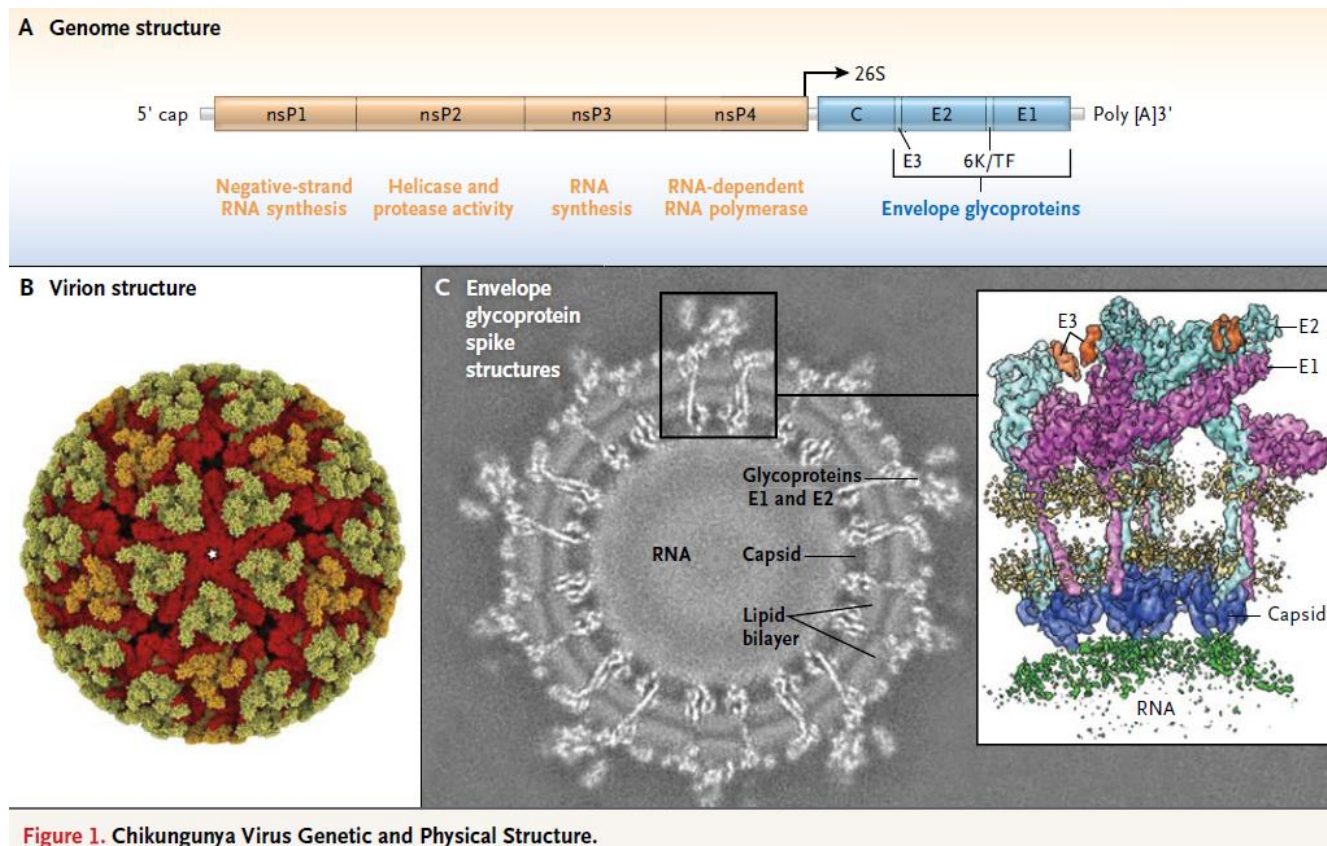 A Genome structure
26S
5' cap nsP1 nsP2 nsP3 nsP4 C E2 E1 Poly [A]3'
E3 6K/TF
Negative-strand
RNA synthesis
Helicase and
protease activity
RNA
synthesis
RNA-dependent
RNA polymerase
Envelope glycoproteins
B Virion structure
C Envelope
glycoprotein
spike
structures
Glycoproteins
E1 and E2
RNA
Capsid
Lipid
bilayer
E3
E2
E1
Capsid
RNA
Figure 1. Chikungunya Virus Genetic and Physical Structure.